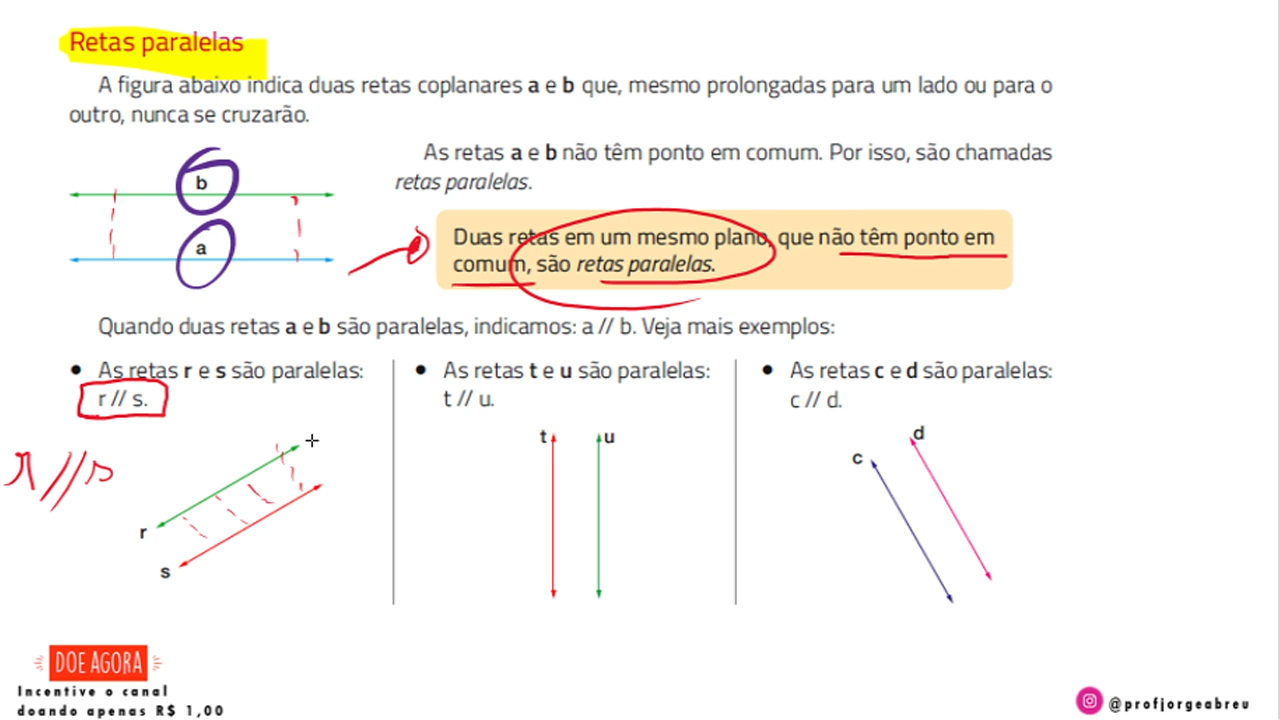 Retas paralelas
A figura abaixo indica duas retas coplanares a e b que, mesmo prolongadas para um lado ou para o
outro, nunca se cruzarão.
As retas a e b não têm ponto em comum. Por isso, são chamadas
retas paralelas.
b
a
Duas retas em um mesmo plano, que não têm ponto em
comum, são retas paralelas.
Quando duas retas a e b são paralelas, indicamos: a // b. Veja mais exemplos:
• As retas r e s são paralelas:
r // s.
r // s
r
s
• As retas t e u são paralelas:
t // u.
t
u
• As retas c e d são paralelas:
c // d.
c
d
DOE AGORA
Incentive o canal
doando apenas R$ 1,00
@profjorgeabreu